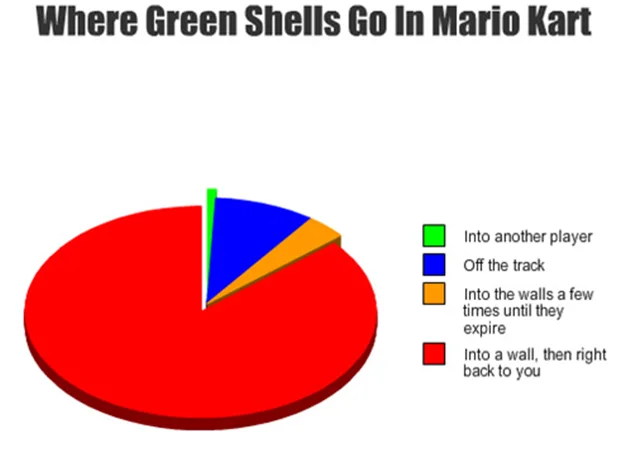 Where Green Shells Go In Mario Kart
Into another player
Off the track
Into the walls a few
times until they
expire
Into a wall, then right
back to you